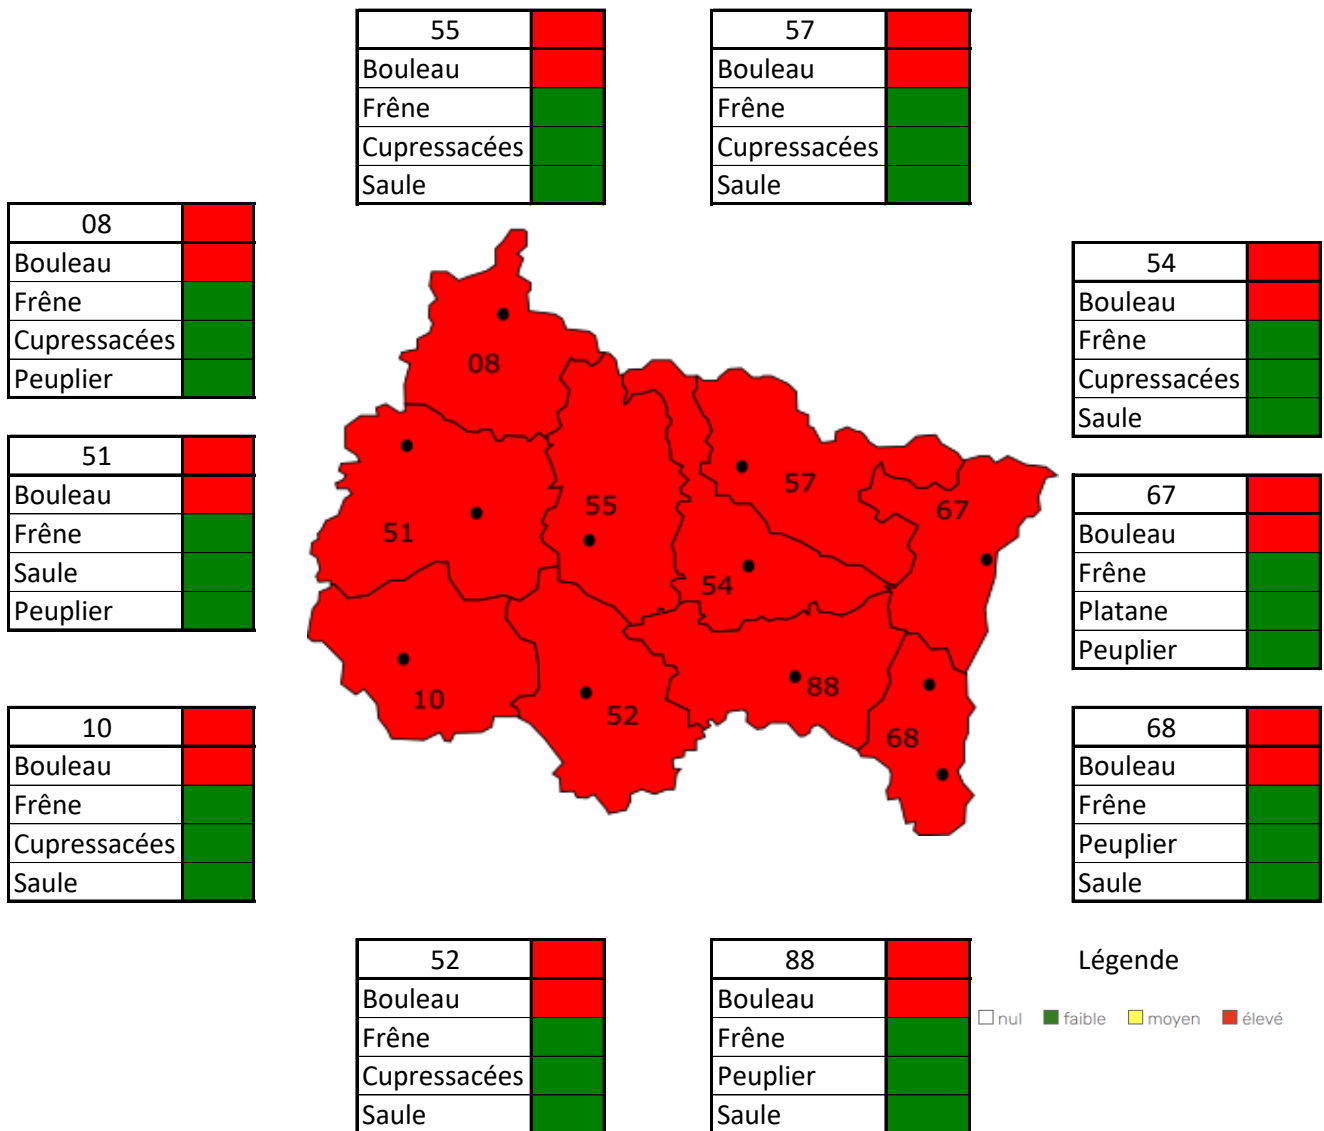 55
Bouleau
Frêne
Cupressacées
Saule
57
Bouleau
Frêne
Cupressacées
Saule
08
Bouleau
Frêne
Cupressacées
Peuplier
51
Bouleau
Frêne
Saule
Peuplier
10
Bouleau
Frêne
Cupressacées
Saule
08
51
55
57
67
54
10
52
88
68
54
Bouleau
Frêne
Cupressacées
Saule
67
Bouleau
Frêne
Platane
Peuplier
68
Bouleau
Frêne
Peuplier
Saule
52
Bouleau
Frêne
Cupressacées
Saule
88
Bouleau
Frêne
Peuplier
Saule
Légende
nul faible moyen élevé